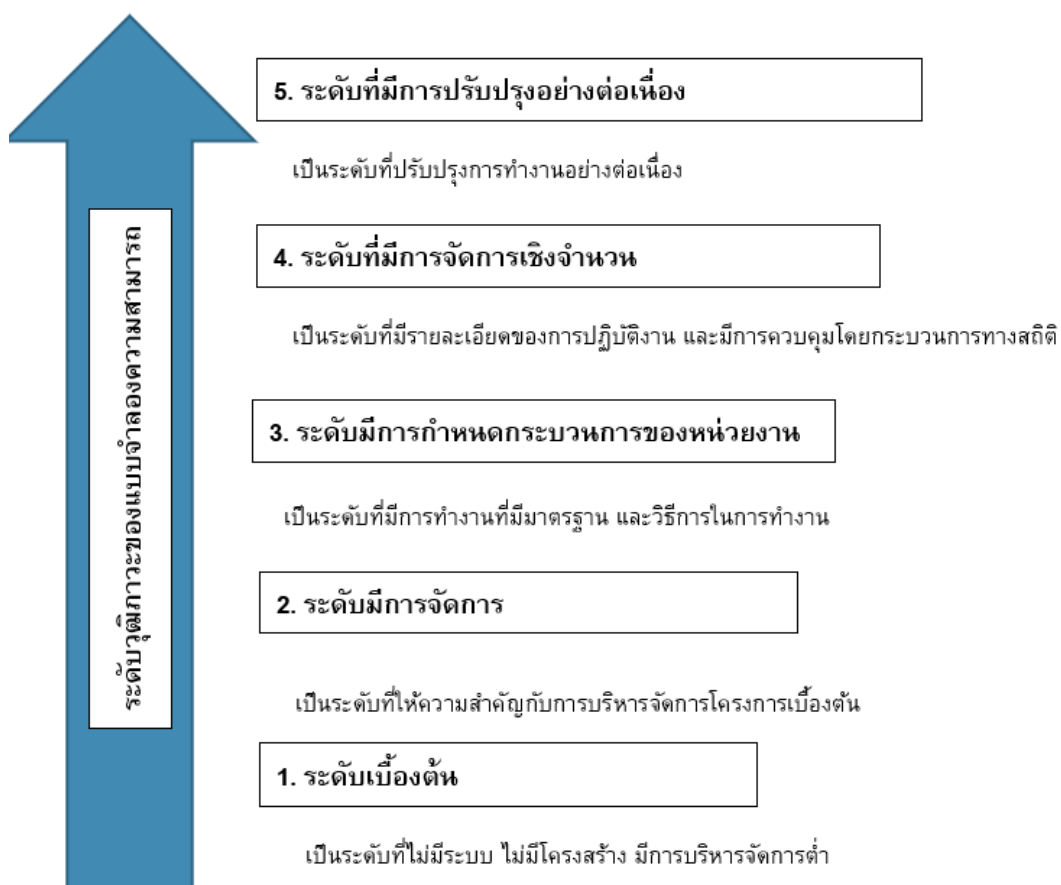 5. ระดับที่มีการปรับปรุงอย่างต่อเนื่อง
เป็นระดับที่ปรับปรุงการทำงานอย่างต่อเนื่อง
4. ระดับที่มีการจัดการเชิงจำนวน
เป็นระดับที่มีรายละเอียดของการปฏิบัติงาน และมีการควบคุมโดยกระบวนการทางสถิติ
3. ระดับมีการกำหนดกระบวนการของหน่วยงาน
เป็นระดับที่มีการทำงานที่มีมาตรฐาน และวิธีการในการทำงาน
2. ระดับมีการจัดการ
เป็นระดับที่ให้ความสำคัญกับการบริหารจัดการโครงการเบื้องต้น
1. ระดับเบื้องต้น
เป็นระดับที่ไม่มีระบบ ไม่มีโครงสร้าง มีการบริหารจัดการต่ำ
ระดับวุฒิภาวะของแบบจำลองความสามารถ